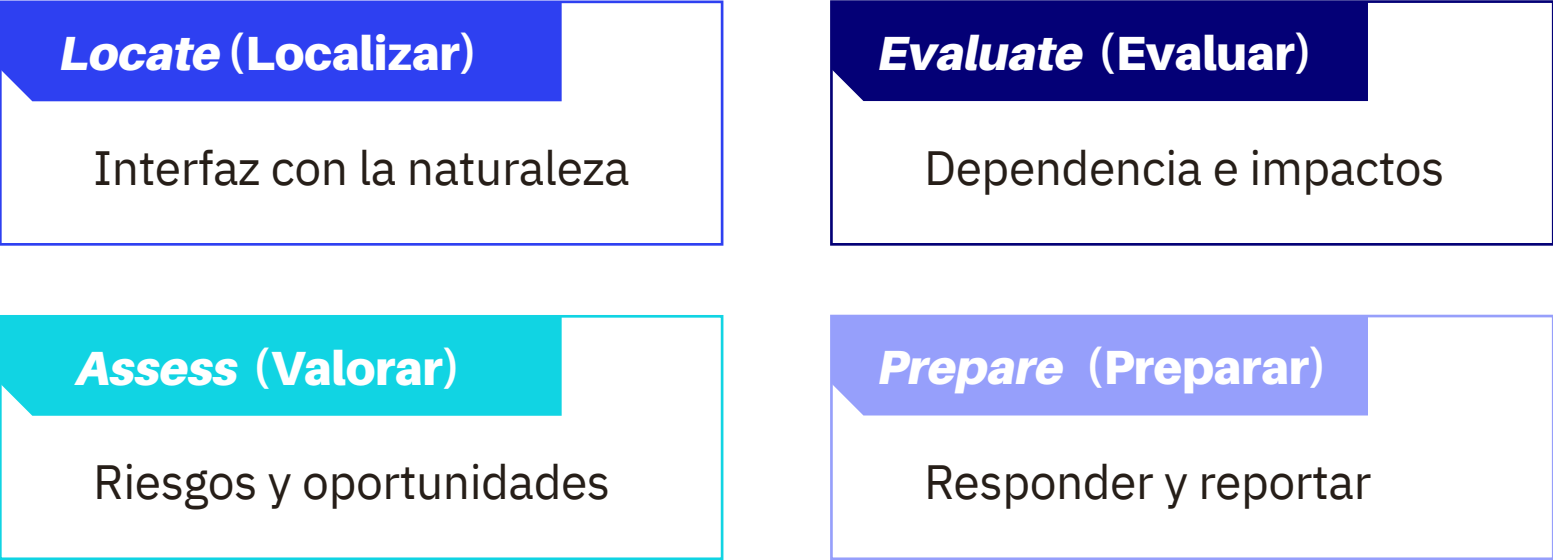 Locate (Localizar)
Interfaz con la naturaleza
Evaluate (Evaluar)
Dependencia e impactos
Assess (Valorar)
Riesgos y oportunidades
Prepare (Preparar)
Responder y reportar